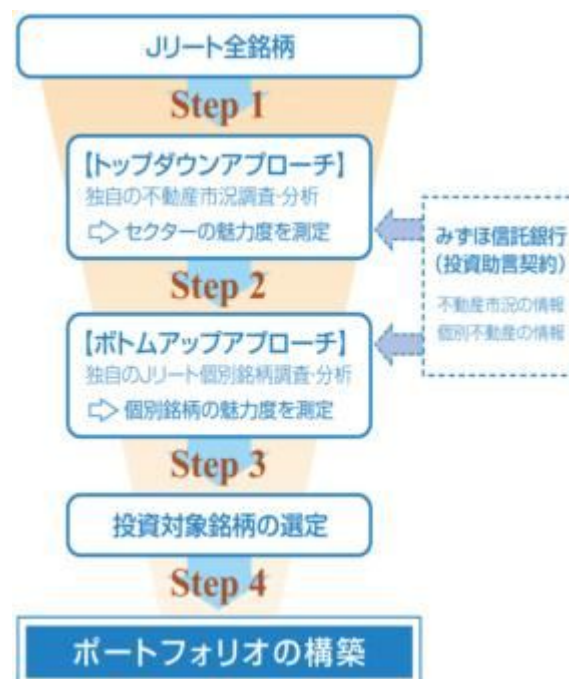 Jリート全銘柄
Step 1
【トップダウンアプローチ】
独自の不動産市況調査・分析
⇨ セクターの魅力度を測定
みずほ信託銀行
(投資助言契約)
不動産市況の情報
個別不動産の情報
Step 2
【ボトムアップアプローチ】
独自のJリート個別銘柄調査・分析
⇨ 個別銘柄の魅力度を測定
Step 3
投資対象銘柄の選定
Step 4
ポートフォリオの構築